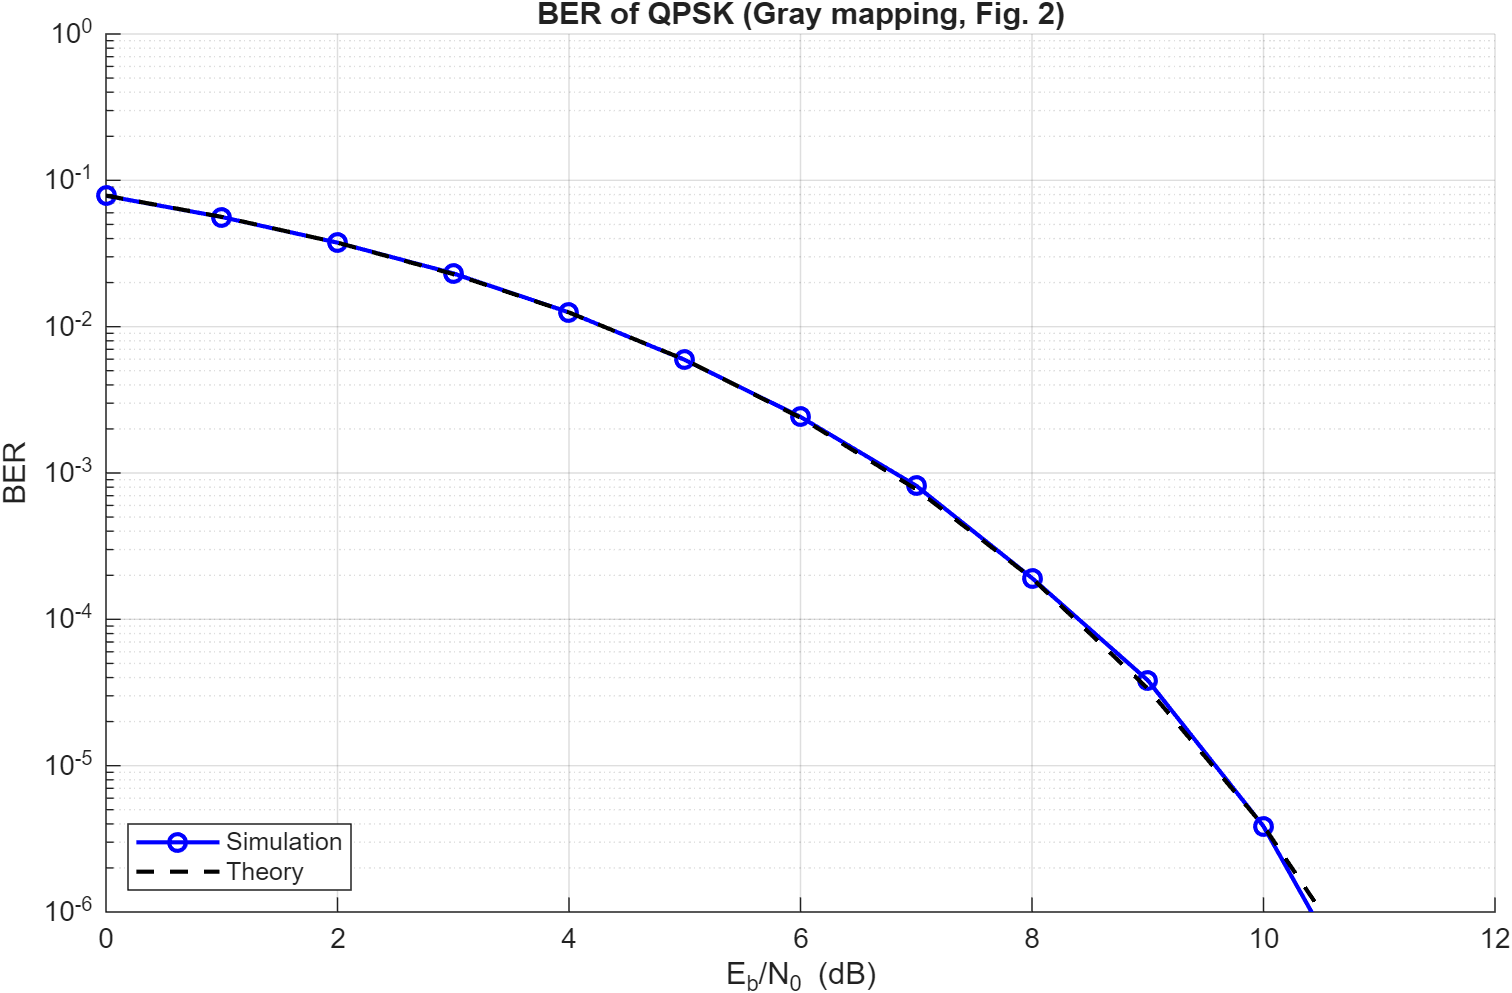 BER of QPSK (Gray mapping, Fig. 2)
10^0
10^-1
10^-2
10^-3
10^-4
10^-5
10^-6
BER
Simulation
Theory
0 2 4 6 8 10 12
E_b/N_0 (dB)